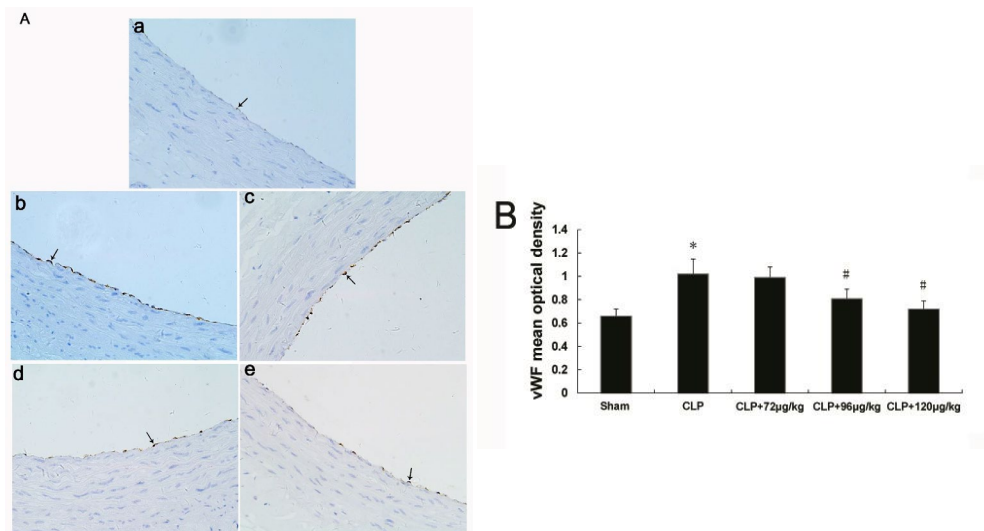 A
a
b
c
d
e
B
vWF mean optical density
1.4
1.2
1
0.8
0.6
0.4
0.2
0
*
#
#
Sham CLP CLP+72μg/kg CLP+96μg/kg CLP+120μg/kg